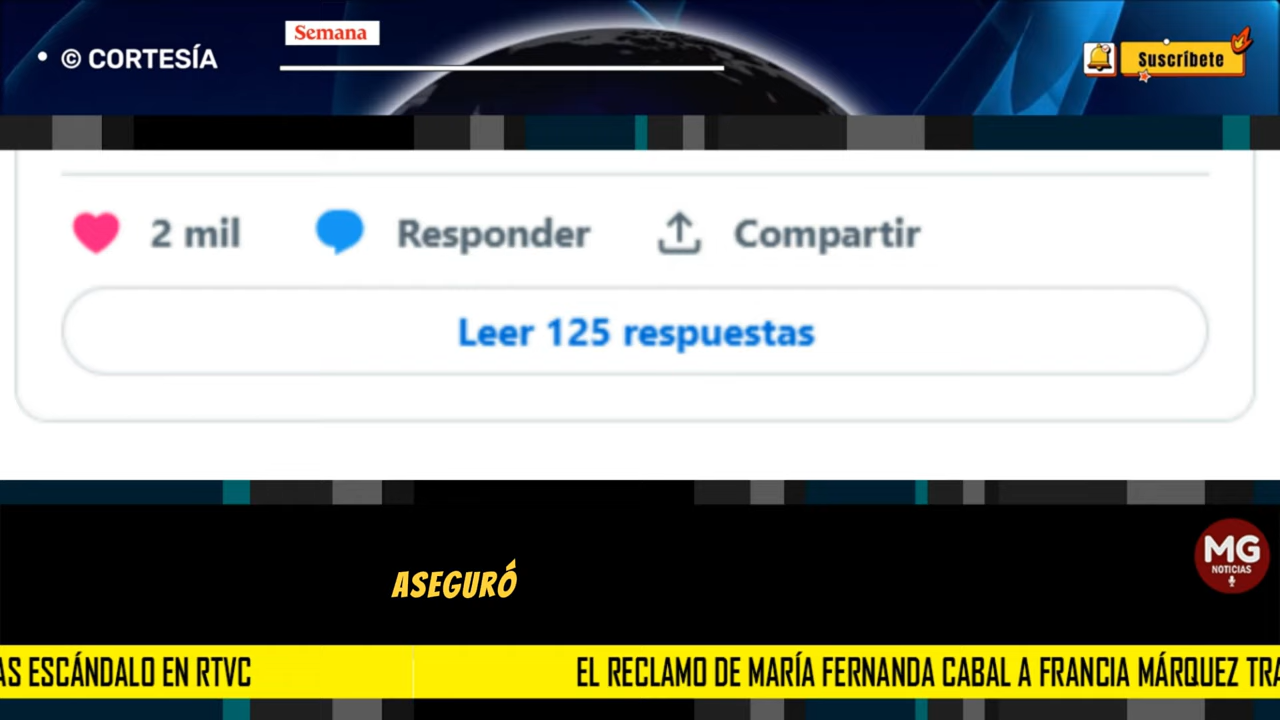 Semana
• © CORTESÍA
Suscríbete
2 mil Responder Compartir
Leer 125 respuestas
MG
NOTICIAS
ASEGURÓ
AS ESCÁNDALO EN RTVC EL RECLAMO DE MARÍA FERNANDA CABAL A FRANCIA MÁRQUEZ TRA